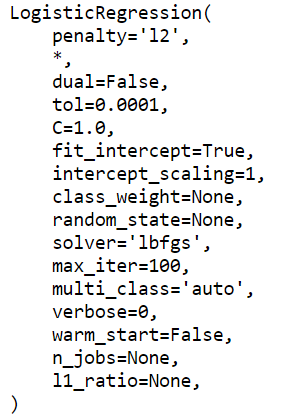 LogisticRegression(
    penalty='l2',
    *,
    dual=False,
    tol=0.0001,
    C=1.0,
    fit_intercept=True,
    intercept_scaling=1,
    class_weight=None,
    random_state=None,
    solver='lbfgs',
    max_iter=100,
    multi_class='auto',
    verbose=0,
    warm_start=False,
    n_jobs=None,
    l1_ratio=None,
)